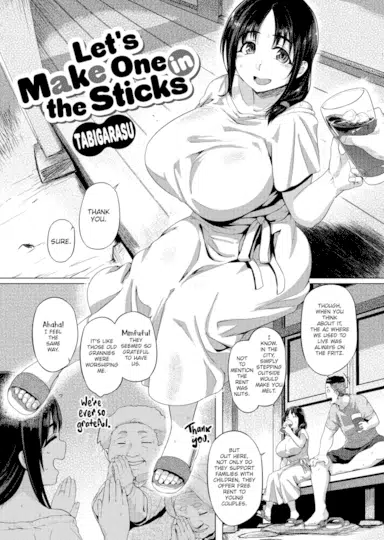 Let's
Make One in
the Sticks
TABIGARASU
THANK
YOU.
SURE.
THOUGH,
WHEN YOU
THINK
ABOUT IT,
THE AC WHERE
WE USED TO
LIVE WAS
ALWAYS ON
THE FRITZ.
I
KNOW.
IN THE
CITY,
SIMPLY
STEPPING
OUTSIDE
WOULD MAKE
YOU MELT.
NOT
TO
MENTION
THE RENT
WAS NUTS.
BUT
OUT HERE,
NOT ONLY DO
THEY SUPPORT
FAMILIES WITH
CHILDREN, THEY
OFFER FREE
RENT TO
YOUNG
COUPLES.
THEY
SEEMED SO
GRATEFUL TO
HAVE US.
IT'S LIKE
THOSE OLD
GRANNIES
WERE
WORSHIPING
ME.
Ahaha!
I FEEL
THE
SAME
WAY.
Thank
you.
We're
ever so
grateful.